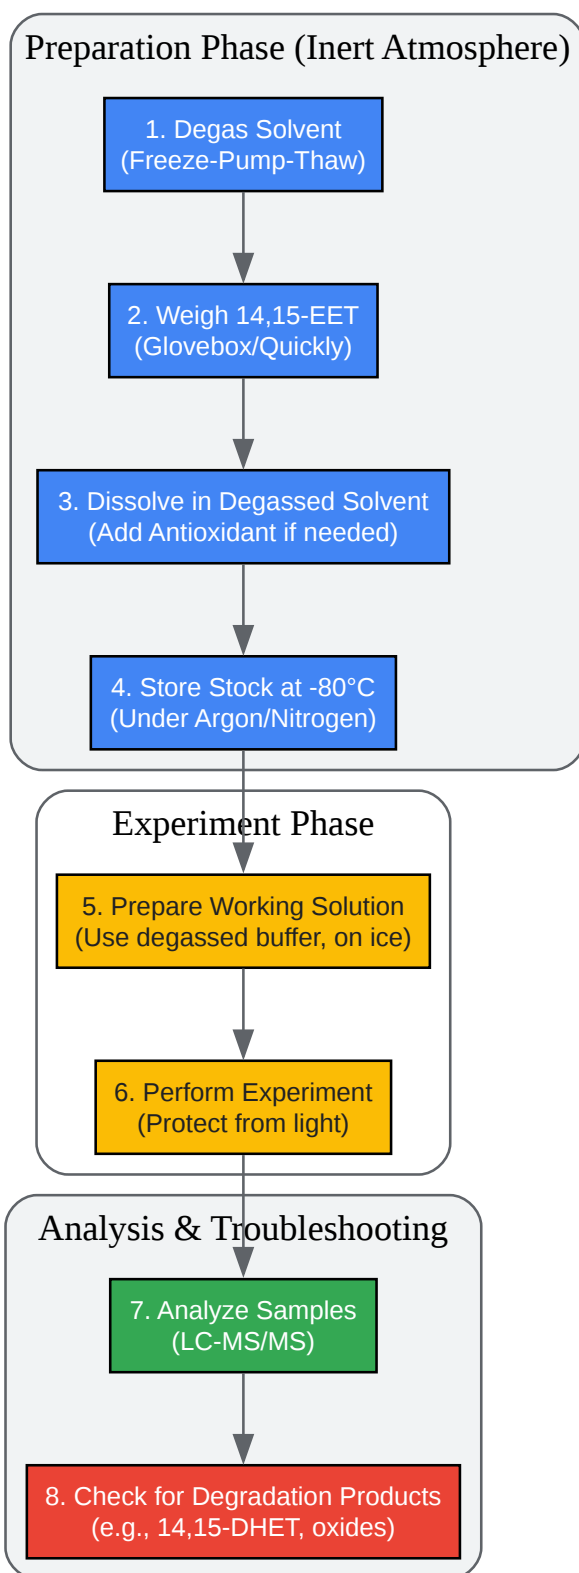 Preparation Phase (Inert Atmosphere)
1. Degas Solvent
(Freeze-Pump-Thaw)
2. Weigh 14,15-EET
(Glovebox/Quickly)
3. Dissolve in Degassed Solvent
(Add Antioxidant if needed)
4. Store Stock at -80°C
(Under Argon/Nitrogen)
Experiment Phase
5. Prepare Working Solution
(Use degassed buffer, on ice)
6. Perform Experiment
(Protect from light)
Analysis & Troubleshooting
7. Analyze Samples
(LC-MS/MS)
8. Check for Degradation Products
(e.g., 14,15-DHET, oxides)